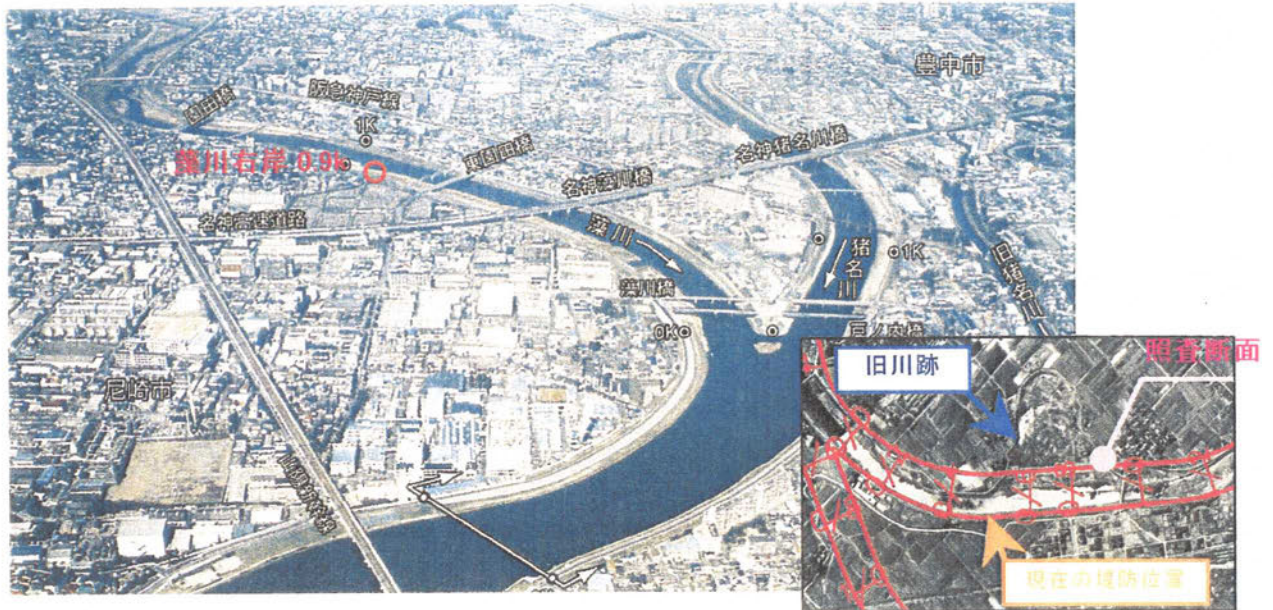 豊中市
阪急神戸線
園田橋
1K
藻川右岸 0.9k
東園田橋
名神猪名川橋
名神藻川橋
名神高速道路
藻川
猪名川
1K
旧猪名川
藻川橋
0K
戸ノ内橋
尼崎市
照査断面
旧川跡
現在の堤防位置